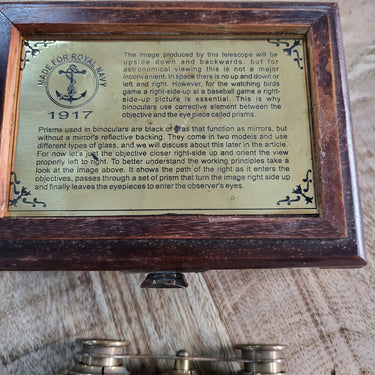 MADE FOR ROYAL NAVY
1917
The image produced by this telescope will be
upside down and backwards. but for
astronomical viewing this is not a major
inconvenient. In space there is no up and down or
left and right. However, for the watching birds
game a right-side-up at a baseball game a right-
side-up picture is essential. This is why
binoculars use corrective element between the
objective and the eye piece called prisms.
Prisms used in binoculars are black of glas that function as mirrors, but
without a mirror's reflective backing. They come in two models and use
different types of glass, and we will discuss about this later in the article.
For now let's just the objective closer right-side-up and orient the view
properly left to right. To better understand the working principles take a
look at the image above. It shows the path of the right as it enters the
objectives, passes through a set of prism that turn the image right side up
and finally leaves the eyepieces to enter the observer's eyes.